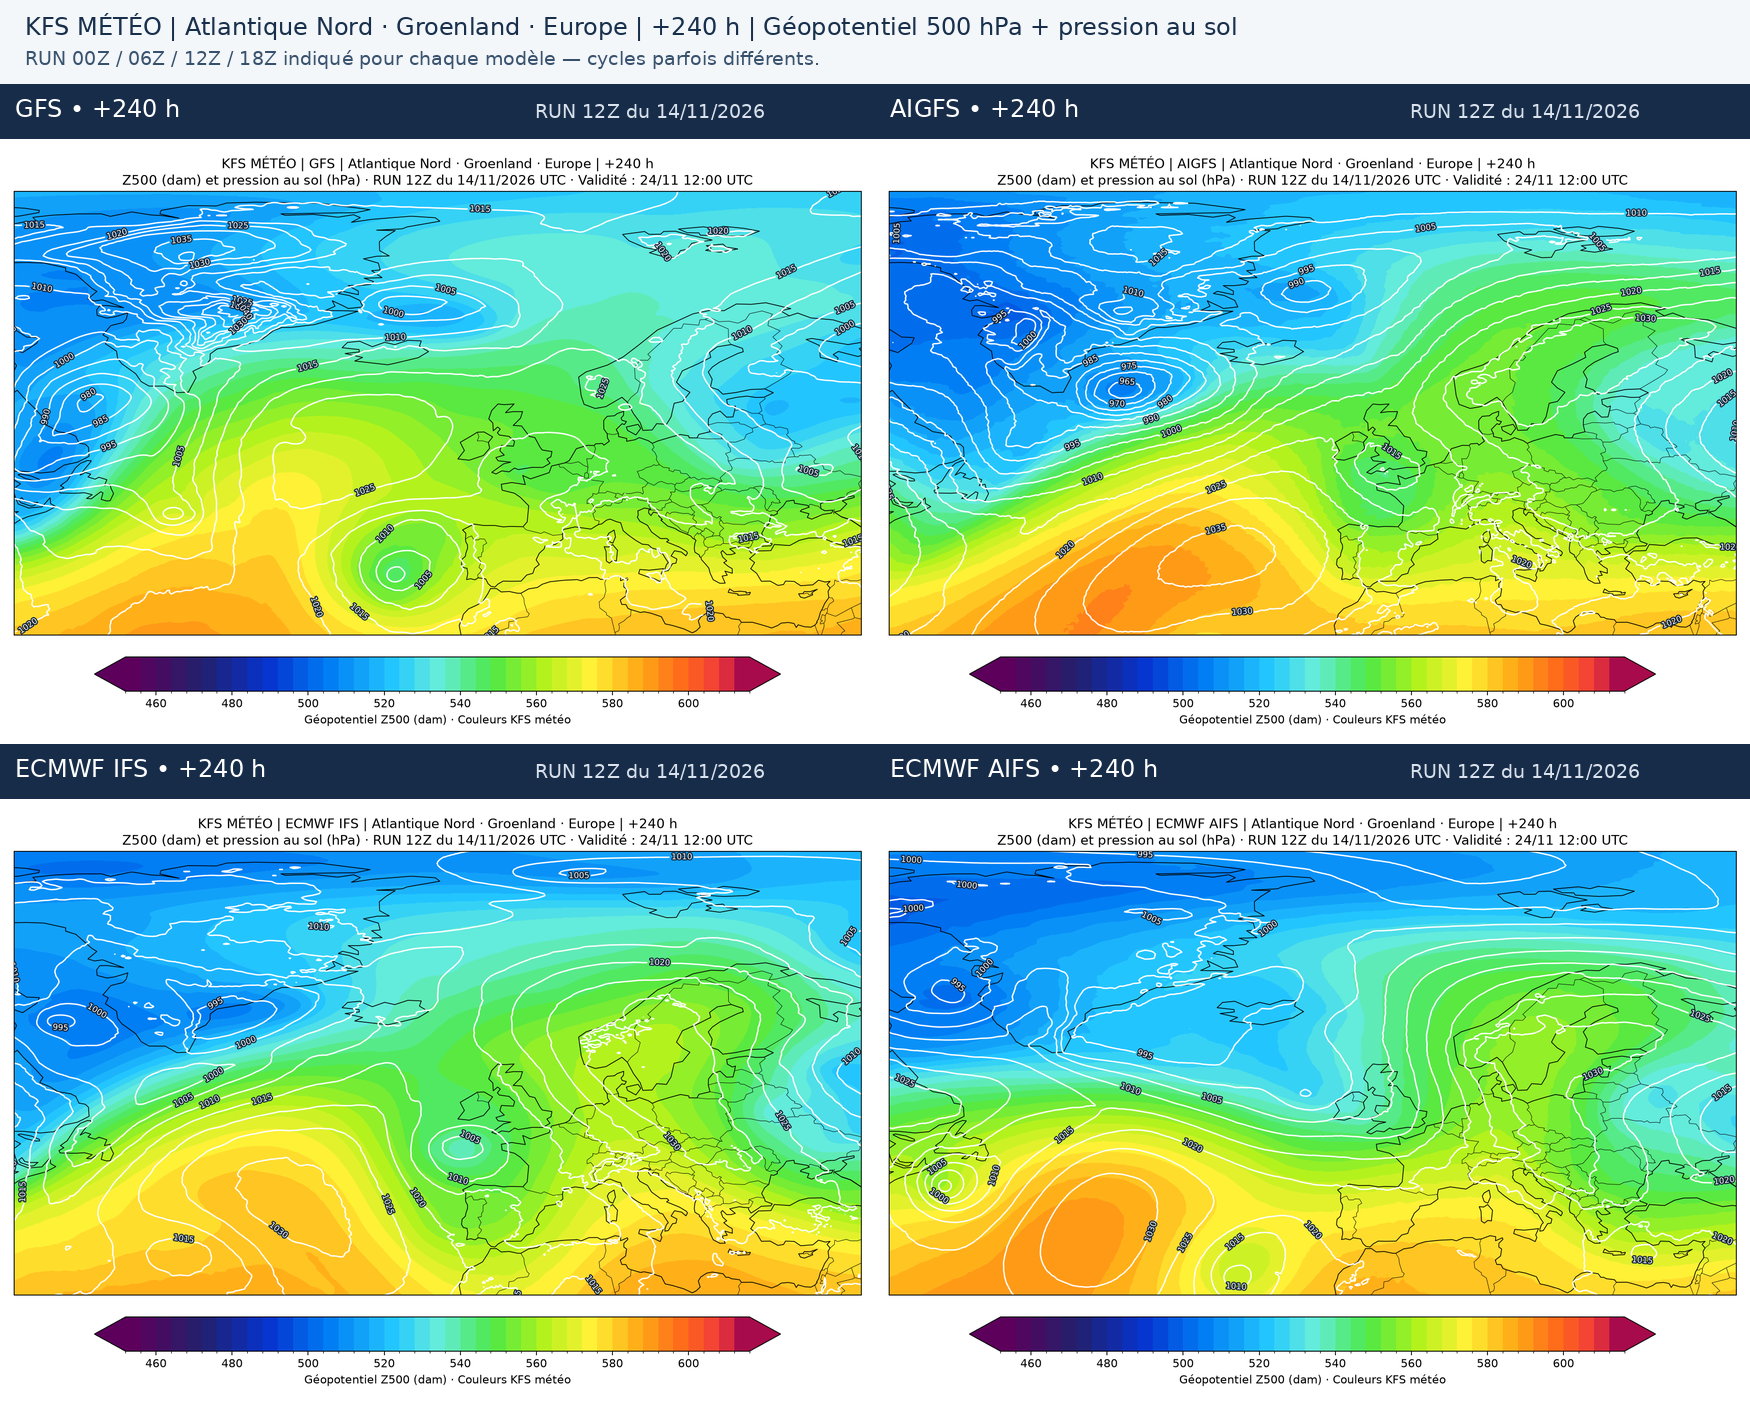 KFS MÉTÉO | Atlantique Nord · Groenland · Europe | +240 h | Géopotentiel 500 hPa + pression au sol
RUN 00Z / 06Z / 12Z / 18Z indiqué pour chaque modèle — cycles parfois différents.
GFS • +240 h RUN 12Z du 14/11/2026
KFS MÉTÉO | GFS | Atlantique Nord · Groenland · Europe | +240 h
Z500 (dam) et pression au sol (hPa) · RUN 12Z du 14/11/2026 UTC · Validité : 24/11 12:00 UTC
460 480 500 520 540 560 580 600
Géopotentiel Z500 (dam) · Couleurs KFS météo
AIGFS • +240 h RUN 12Z du 14/11/2026
KFS MÉTÉO | AIGFS | Atlantique Nord · Groenland · Europe | +240 h
Z500 (dam) et pression au sol (hPa) · RUN 12Z du 14/11/2026 UTC · Validité : 24/11 12:00 UTC
460 480 500 520 540 560 580 600
Géopotentiel Z500 (dam) · Couleurs KFS météo
ECMWF IFS • +240 h RUN 12Z du 14/11/2026
KFS MÉTÉO | ECMWF IFS | Atlantique Nord · Groenland · Europe | +240 h
Z500 (dam) et pression au sol (hPa) · RUN 12Z du 14/11/2026 UTC · Validité : 24/11 12:00 UTC
460 480 500 520 540 560 580 600
Géopotentiel Z500 (dam) · Couleurs KFS météo
ECMWF AIFS • +240 h RUN 12Z du 14/11/2026
KFS MÉTÉO | ECMWF AIFS | Atlantique Nord · Groenland · Europe | +240 h
Z500 (dam) et pression au sol (hPa) · RUN 12Z du 14/11/2026 UTC · Validité : 24/11 12:00 UTC
460 480 500 520 540 560 580 600
Géopotentiel Z500 (dam) · Couleurs KFS météo